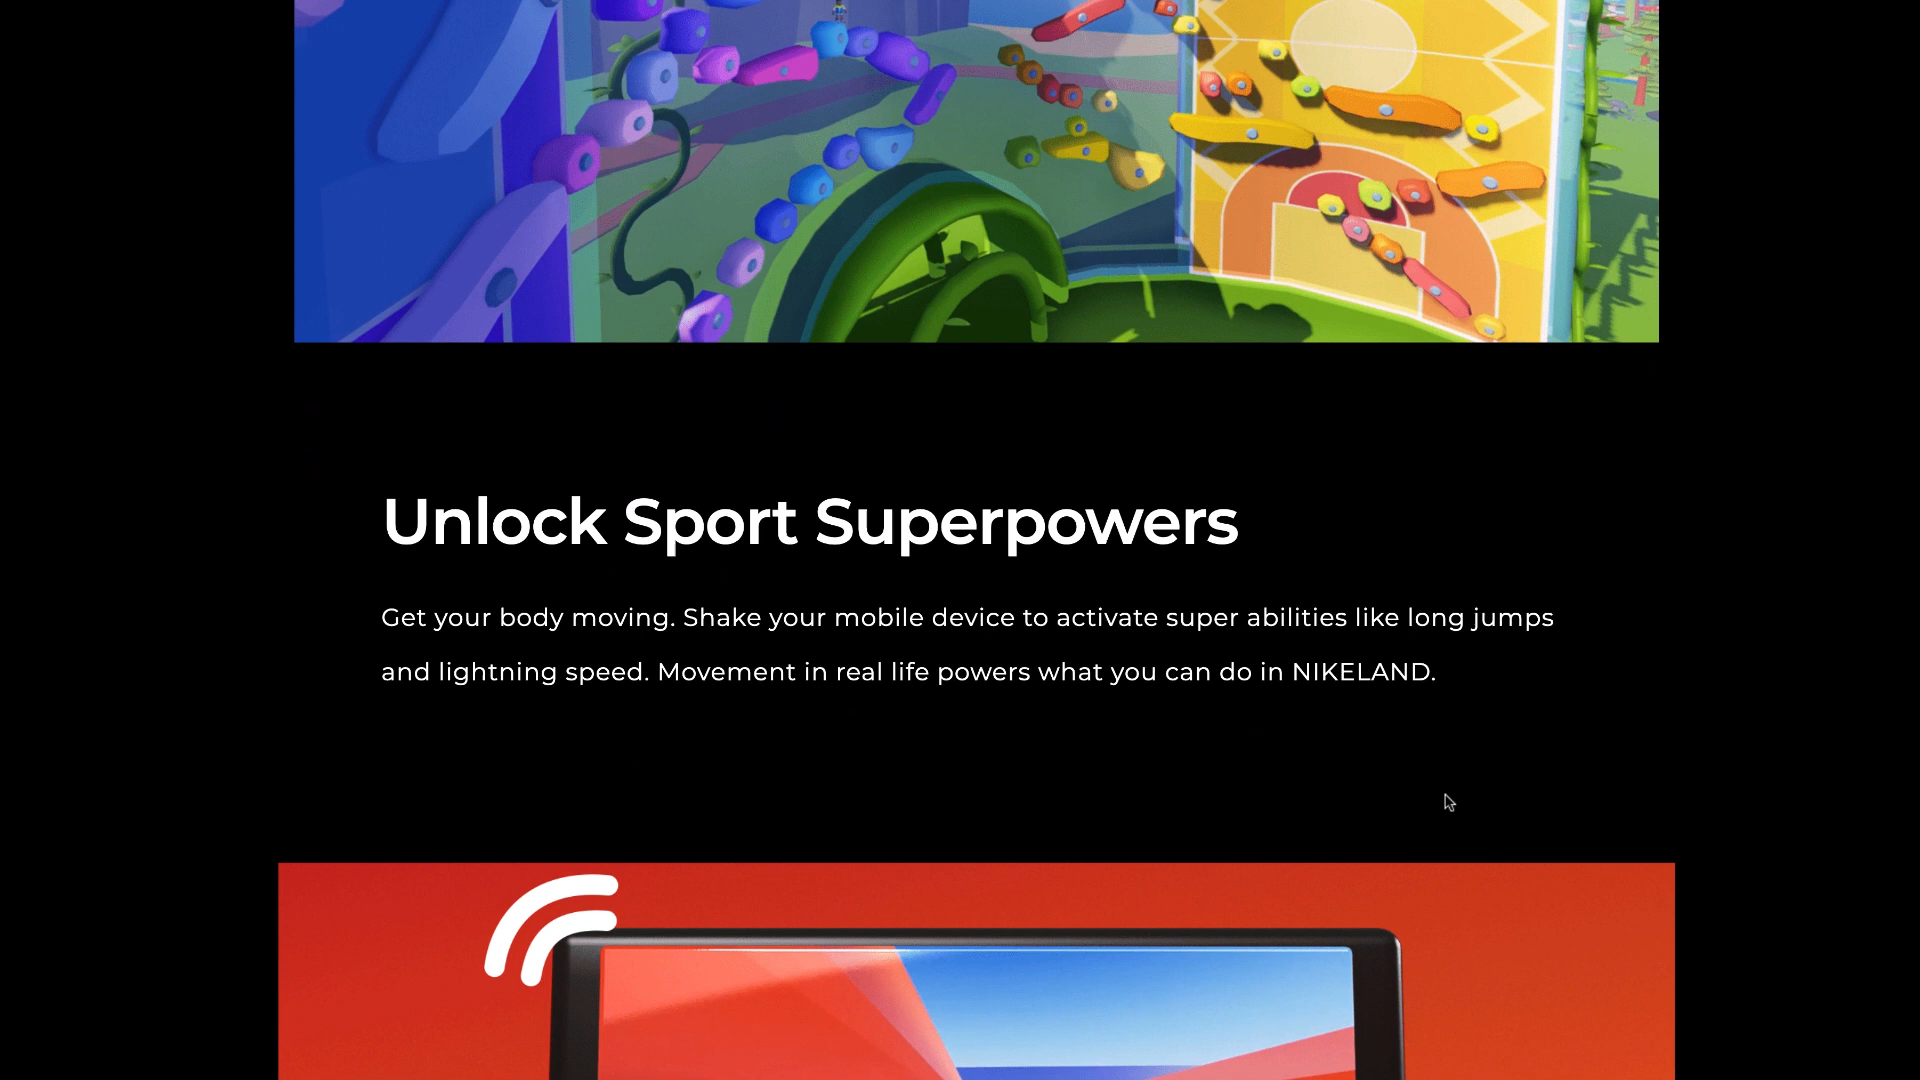 Unlock Sport Superpowers
Get your body moving. Shake your mobile device to activate super abilities like long jumps
and lightning speed. Movement in real life powers what you can do in NIKELAND.